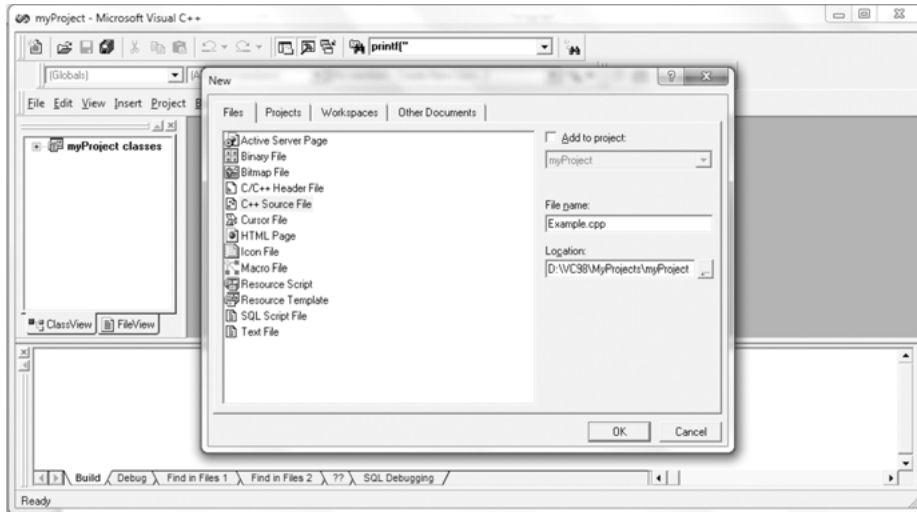 myProject - Microsoft Visual C++
printf("
(Globals)
File Edit View Insert Project
New
Files Projects Workspaces Other Documents
myProject classes
Active Server Page
Binary File
Bitmap File
C/C++ Header File
C++ Source File
Cursor File
HTML Page
Icon File
Macro File
Resource Script
Resource Template
SQL Script File
Text File
Add to project:
myProject
File name:
Example.cpp
Location:
D:\VC98\MyProjects\myProject
...
OK Cancel
ClassView FileView
Build Debug Find in Files 1 Find in Files 2 ?? SQL Debugging
Ready